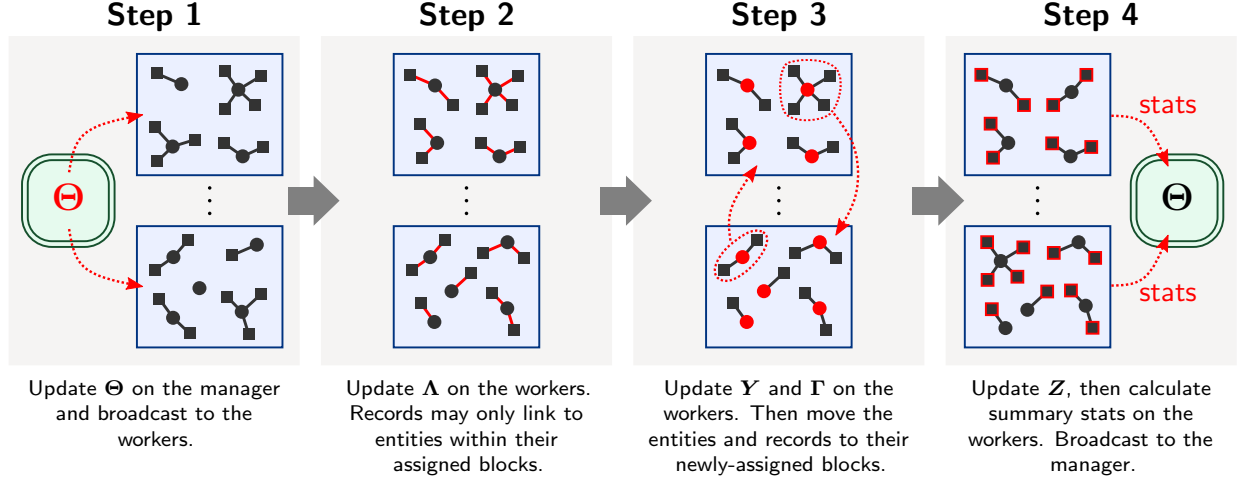 Step 1
Step 2
Step 3
Step 4
Θ
stats
Θ
stats
Update Θ on the manager
and broadcast to the
workers.
Update Λ on the workers.
Records may only link to
entities within their
assigned blocks.
Update Y and Γ on the
workers. Then move the
entities and records to their
newly-assigned blocks.
Update Z, then calculate
summary stats on the
workers. Broadcast to the
manager.